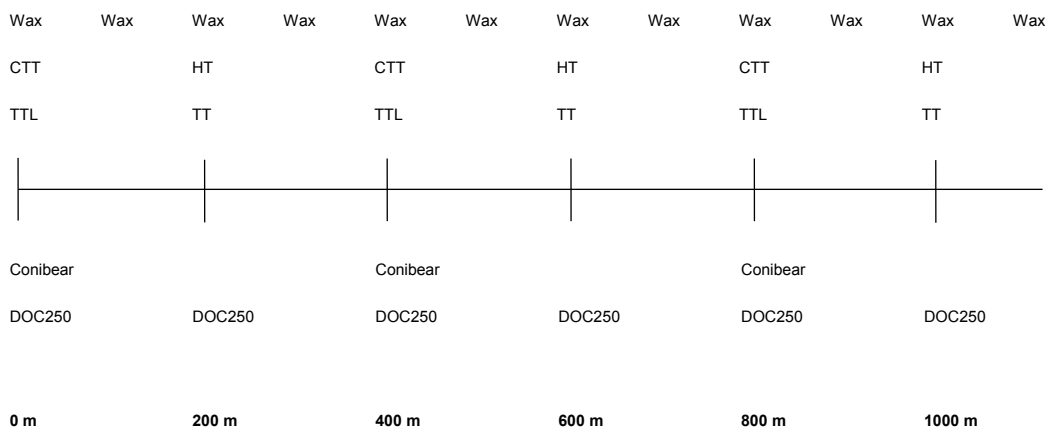 Wax Wax Wax Wax Wax Wax Wax Wax Wax Wax Wax Wax
CTT HT CTT HT CTT HT
TTL TT TTL TT TTL TT
Conibear Conibear Conibear
DOC250 DOC250 DOC250 DOC250 DOC250 DOC250
0 m 200 m 400 m 600 m 800 m 1000 m